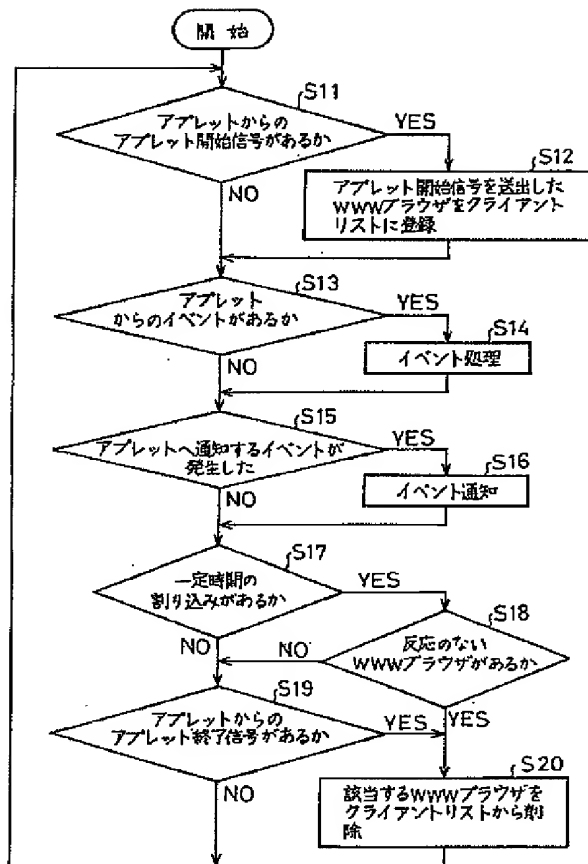 開始
S11
アプレットからの
アプレット開始信号があるか
YES
NO
S12
アプレット開始信号を送出した
WWWブラウザをクライアント
リストに登録
S13
アプレット
からのイベントがあるか
YES
NO
S14
イベント処理
S15
アプレットへ通知するイベントが
発生した
YES
NO
S16
イベント通知
S17
一定時間の
割り込みがあるか
YES
NO
S18
反応のない
WWWブラウザがあるか
NO
YES
S19
アプレットからの
アプレット終了信号があるか
YES
NO
S20
該当するWWWブラウザを
クライアントリストから削
除